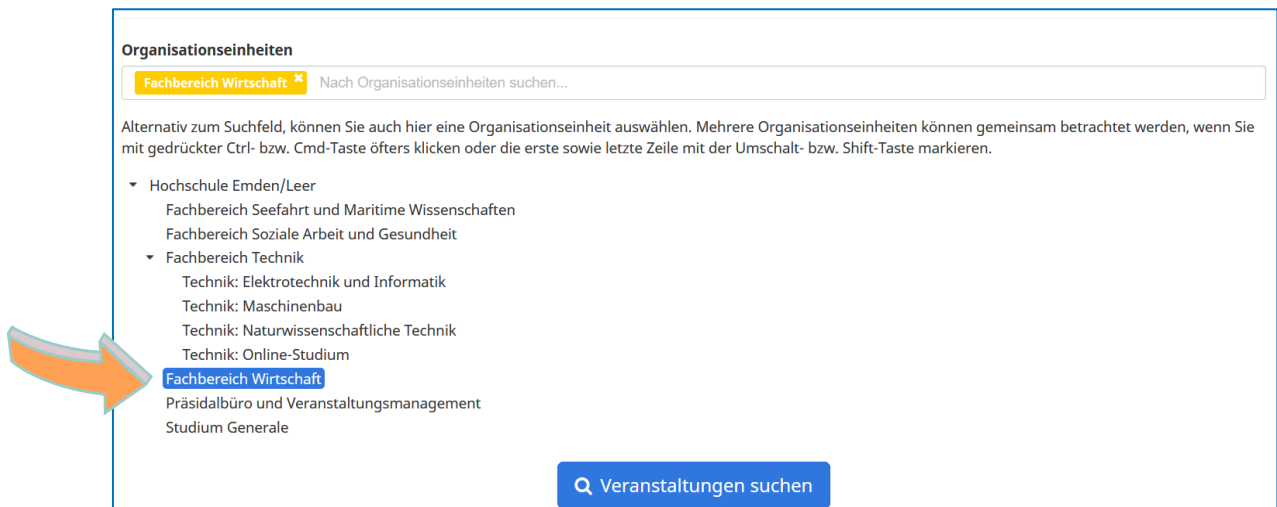 Organisationseinheiten
Fachbereich Wirtschaft × Nach Organisationseinheiten suchen...
Alternativ zum Suchfeld, können Sie auch hier eine Organisationseinheit auswählen. Mehrere Organisationseinheiten können gemeinsam betrachtet werden, wenn Sie
mit gedrückter Ctrl- bzw. Cmd-Taste öfters klicken oder die erste sowie letzte Zeile mit der Umschalt- bzw. Shift-Taste markieren.
Hochschule Emden/Leer
Fachbereich Seefahrt und Maritime Wissenschaften
Fachbereich Soziale Arbeit und Gesundheit
Fachbereich Technik
Technik: Elektrotechnik und Informatik
Technik: Maschinenbau
Technik: Naturwissenschaftliche Technik
Technik: Online-Studium
Fachbereich Wirtschaft
Präsidalbüro und Veranstaltungsmanagement
Studium Generale
Veranstaltungen suchen